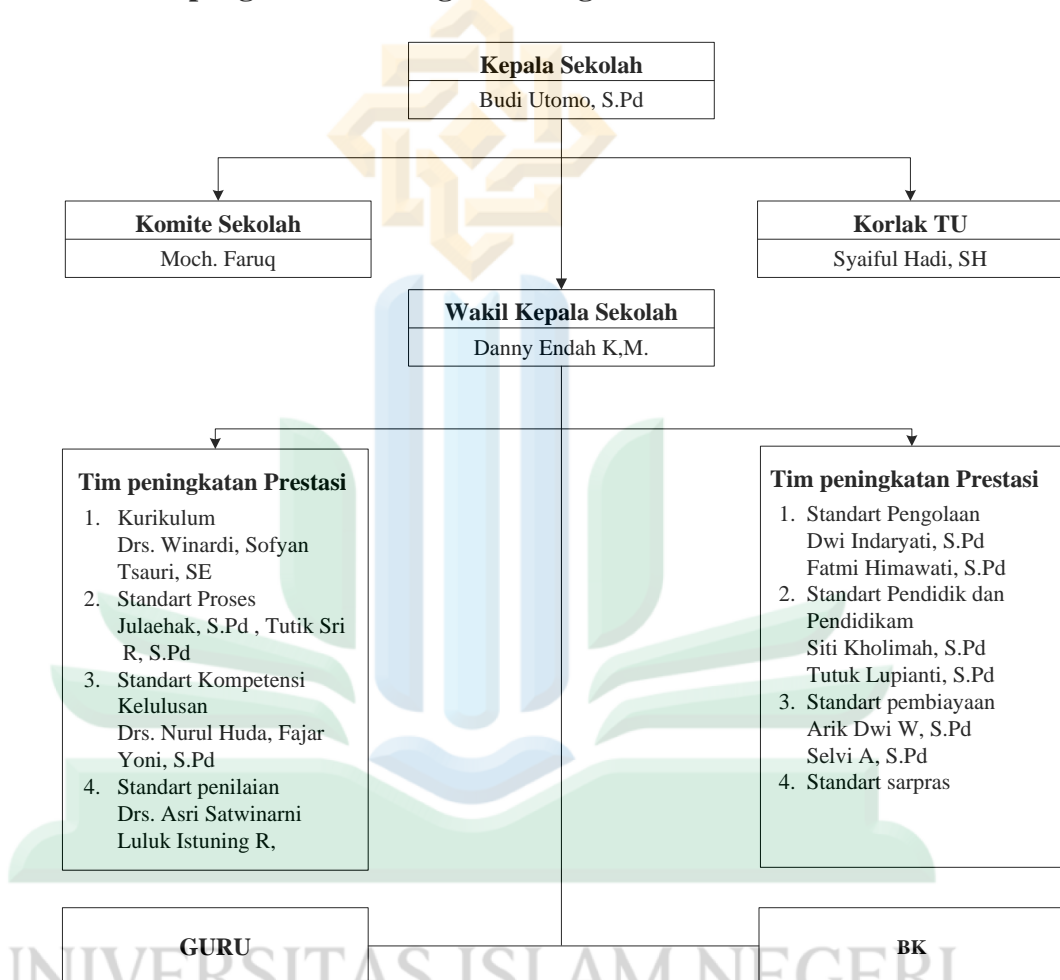 Kepala Sekolah
Budi Utomo, S.Pd
Komite Sekolah
Moch. Faruq
Korlak TU
Syaiful Hadi, SH
Wakil Kepala Sekolah
Danny Endah K,M.
Tim peningkatan Prestasi
1. Kurikulum
Drs. Winardi, Sofyan
Tsauri, SE
2. Standart Proses
Julaehak, S.Pd , Tutik Sri
R, S.Pd
3. Standart Kompetensi
Kelulusan
Drs. Nurul Huda, Fajar
Yoni, S.Pd
4. Standart penilaian
Drs. Asri Satwinarni
Luluk Istuning R,
Tim peningkatan Prestasi
1. Standart Pengolaan
Dwi Indaryati, S.Pd
Fatmi Himawati, S.Pd
2. Standart Pendidik dan
Pendidikam
Siti Kholimah, S.Pd
Tutuk Lupianti, S.Pd
3. Standart pembiayaan
Arik Dwi W, S.Pd
Selvi A, S.Pd
4. Standart sarpras
GURU
BK
UNIVERSITAS ISLAM NEGERI